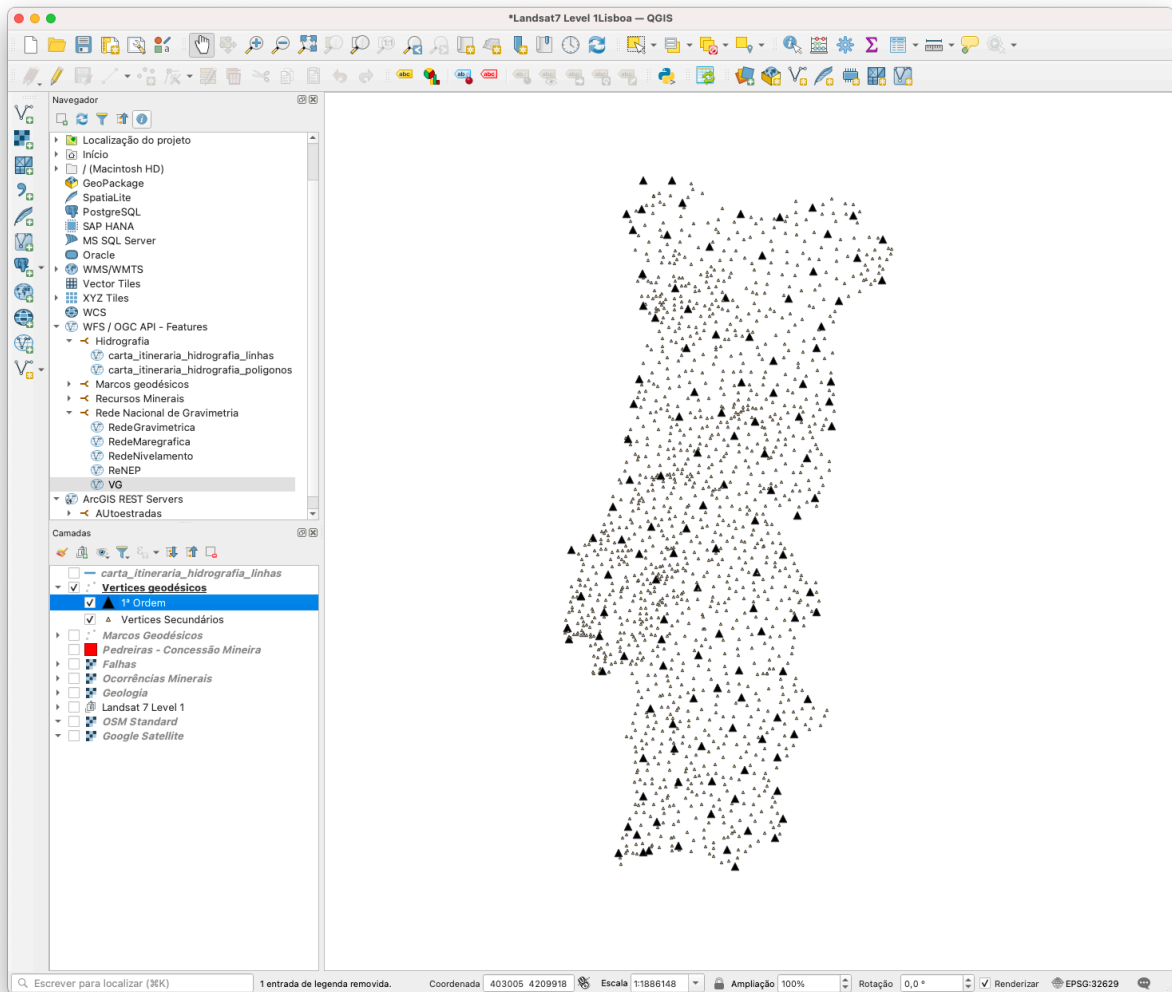 *Landsat7 Level 1Lisboa — QGIS
abc
abc
abc
Navegador
Localização do projeto
Início
/ (Macintosh HD)
GeoPackage
SpatiaLite
PostgreSQL
SAP HANA
MS SQL Server
Oracle
WMS/WMTS
Vector Tiles
XYZ Tiles
WCS
WFS / OGC API - Features
Hidrografia
carta_itineraria_hidrografia_linhas
carta_itineraria_hidrografia_poligonos
Marcos geodésicos
Recursos Minerais
Rede Nacional de Gravimetria
RedeGravimetrica
RedeMaregrafica
RedeNivelamento
ReNEP
VG
ArcGIS REST Servers
AUtoestradas
Camadas
carta_itineraria_hidrografia_linhas
Vertices geodésicos
1ª Ordem
Vertices Secundários
Marcos Geodésicos
Pedreiras - Concessão Mineira
Falhas
Ocorrências Minerais
Geologia
Landsat 7 Level 1
OSM Standard
Google Satellite
Escrever para localizar (⌘K) 1 entrada de legenda removida. Coordenada 403005 4209918 Escala 1:1886148 Ampliação 100% Rotação 0,0 ° Renderizar EPSG:32629